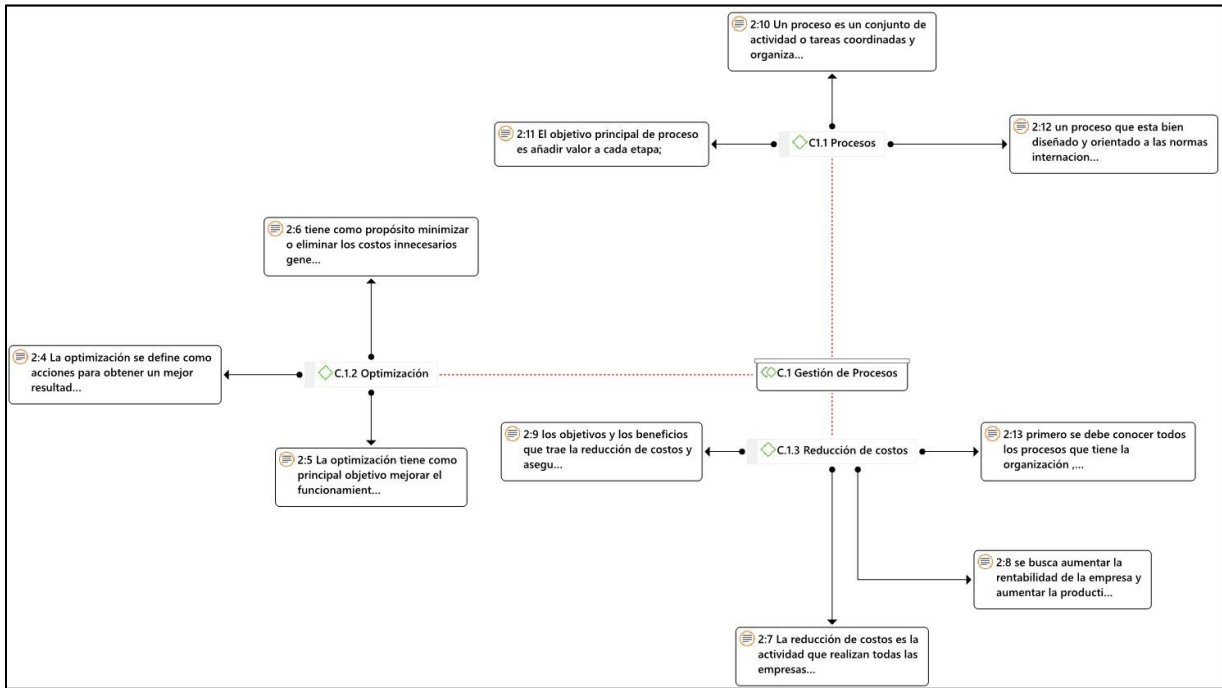 2:10 Un proceso es un conjunto de
actividad o tareas coordinadas y
organiza...
2:11 El objetivo principal de proceso
es añadir valor a cada etapa;
C1.1 Procesos
2:12 un proceso que esta bien
diseñado y orientado a las normas
internacion...
2:6 tiene como propósito minimizar
o eliminar los costos innecesarios
gene...
2:4 La optimización se define como
acciones para obtener un mejor
resultad...
C.1.2 Optimización
C.1 Gestión de Procesos
2:5 La optimización tiene como
principal objetivo mejorar el
funcionamient...
2:9 los objetivos y los beneficios
que trae la reducción de costos y
asegu...
C.1.3 Reducción de costos
2:13 primero se debe conocer todos
los procesos que tiene la
organización ,...
2:8 se busca aumentar la
rentabilidad de la empresa y
aumentar la producti...
2:7 La reducción de costos es la
actividad que realizan todas las
empresas...